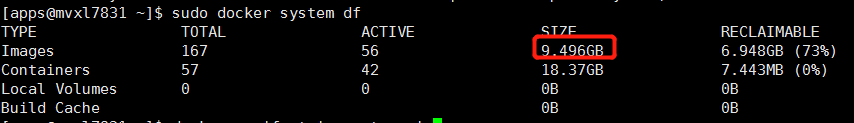 [apps@mvxl7831 ~]$ sudo docker system df
TYPE TOTAL ACTIVE SIZE RECLAIMABLE
Images 167 56 9.496GB 6.948GB (73%)
Containers 57 42 18.37GB 7.443MB (0%)
Local Volumes 0 0 0B 0B
Build Cache 0B 0B